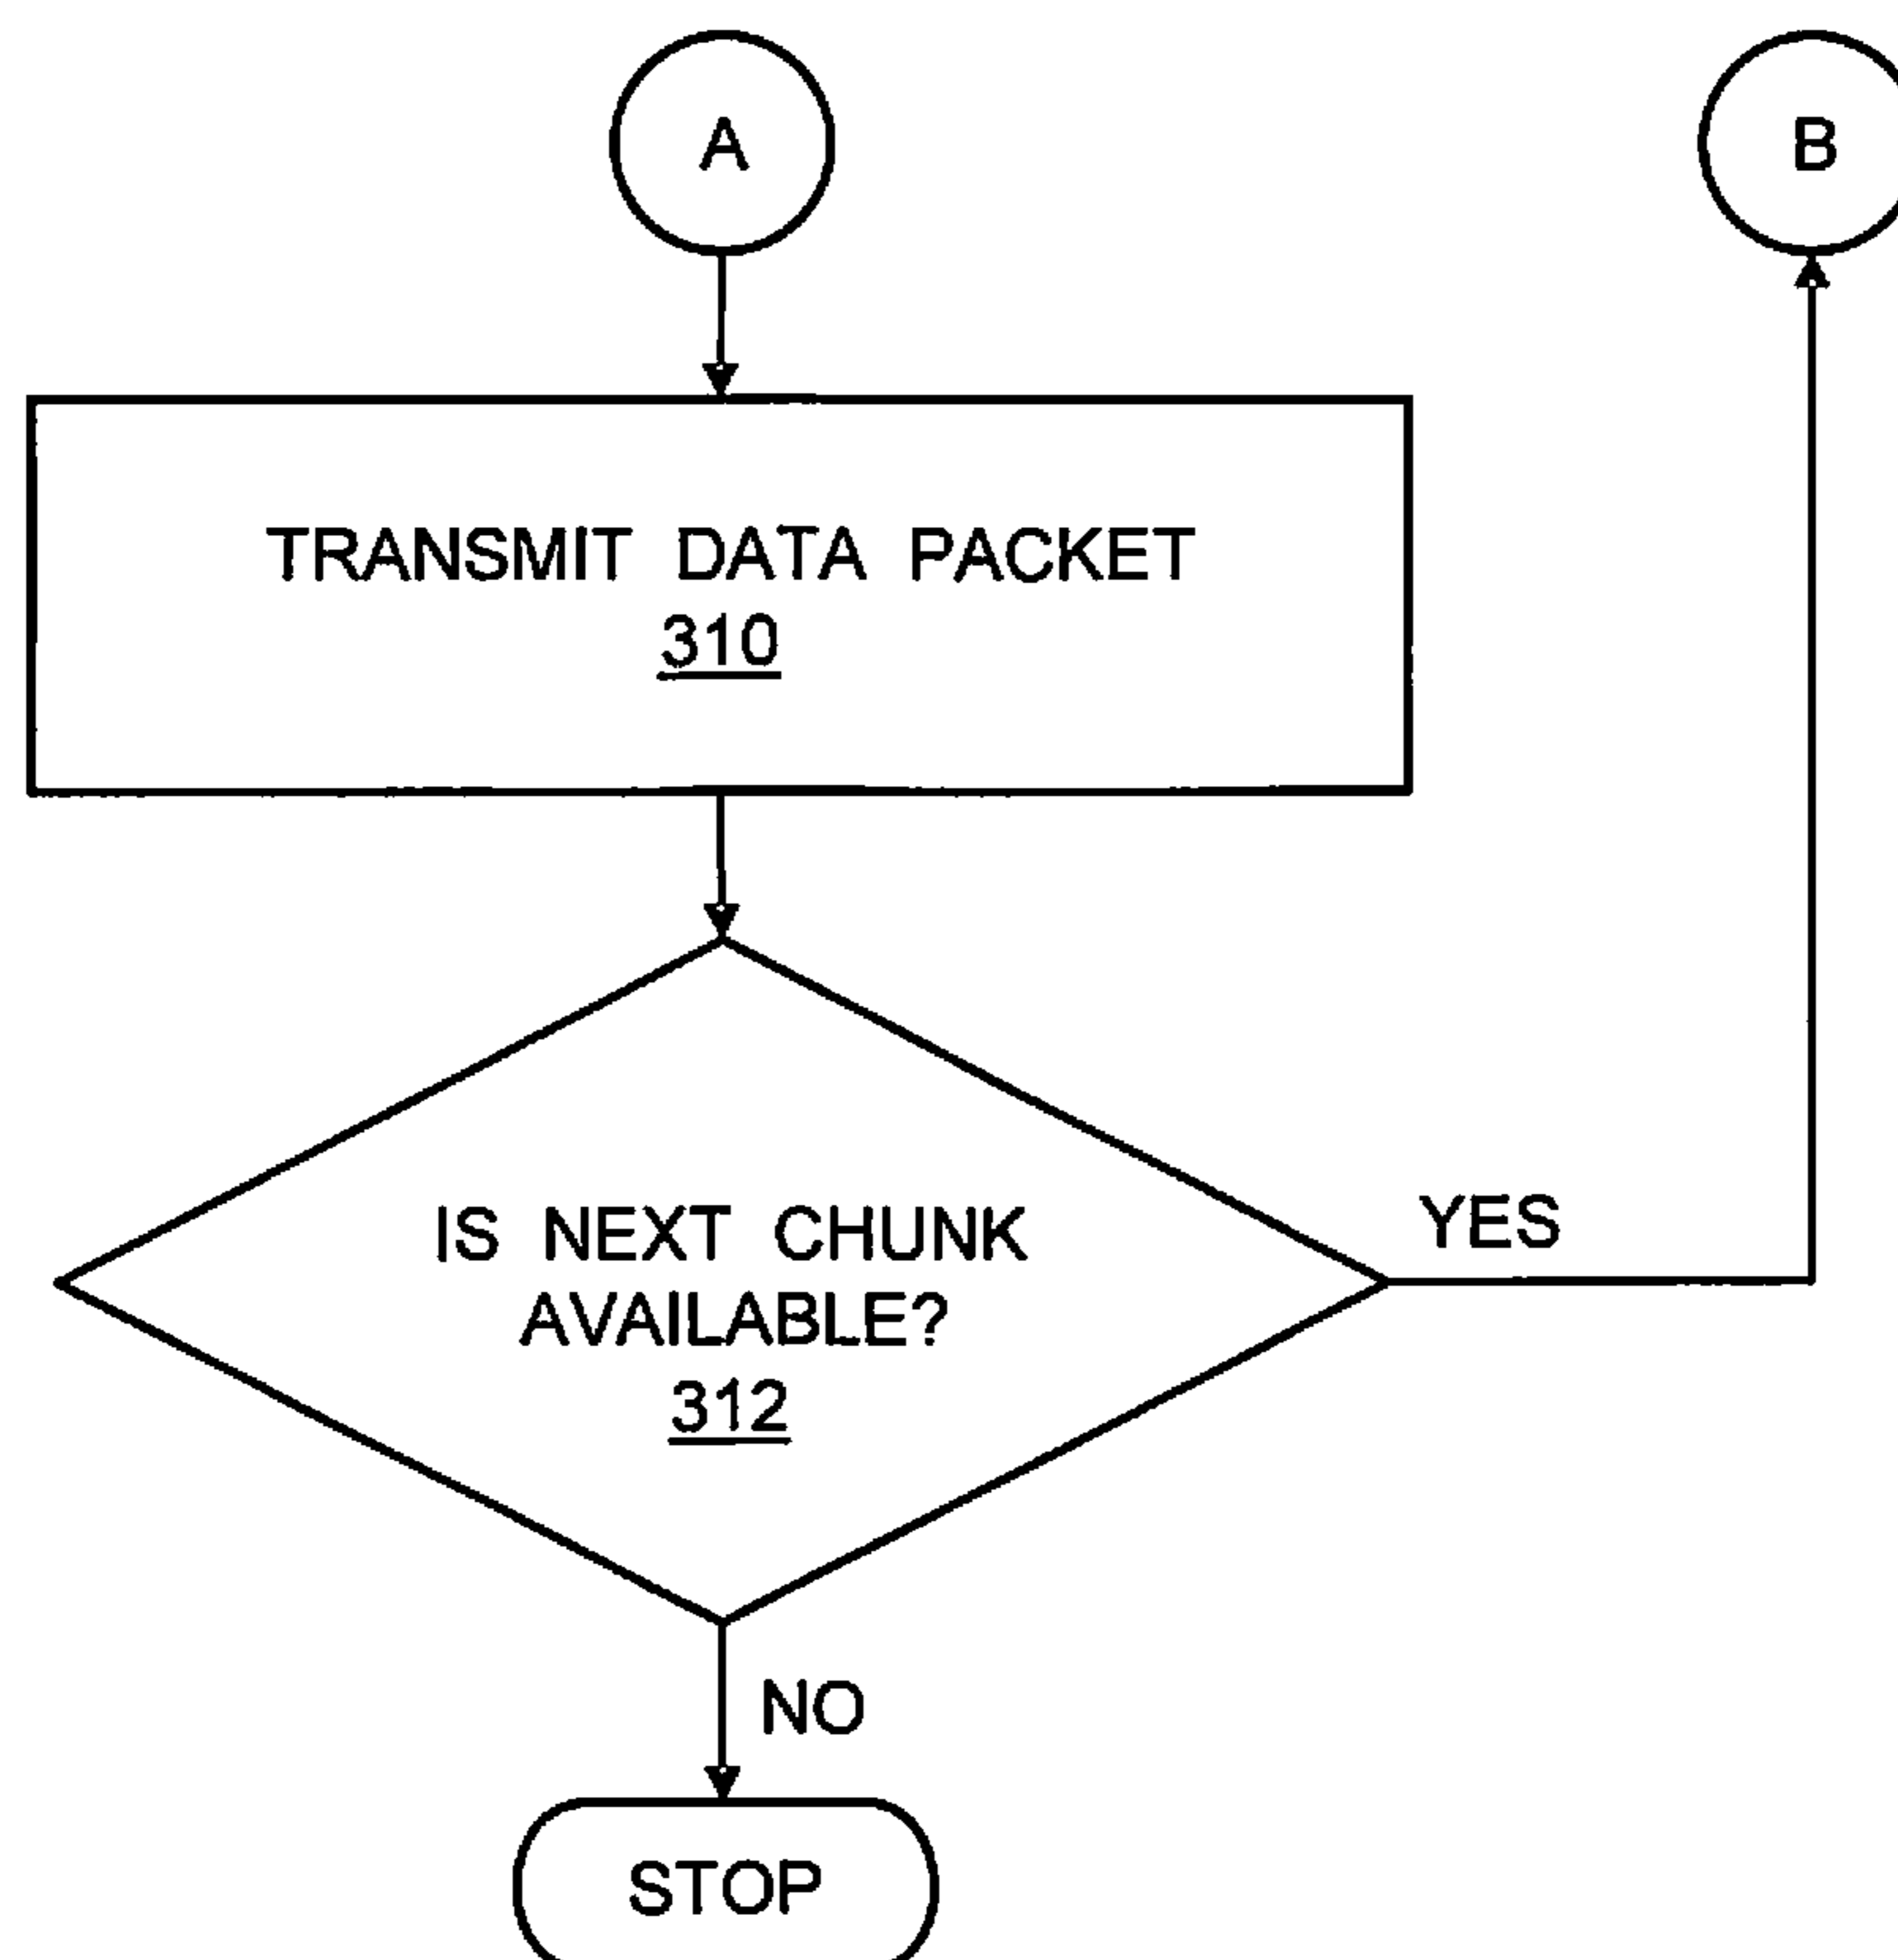 A
B
TRANSMIT DATA PACKET
310
IS NEXT CHUNK
AVAILABLE?
312
YES
NO
STOP